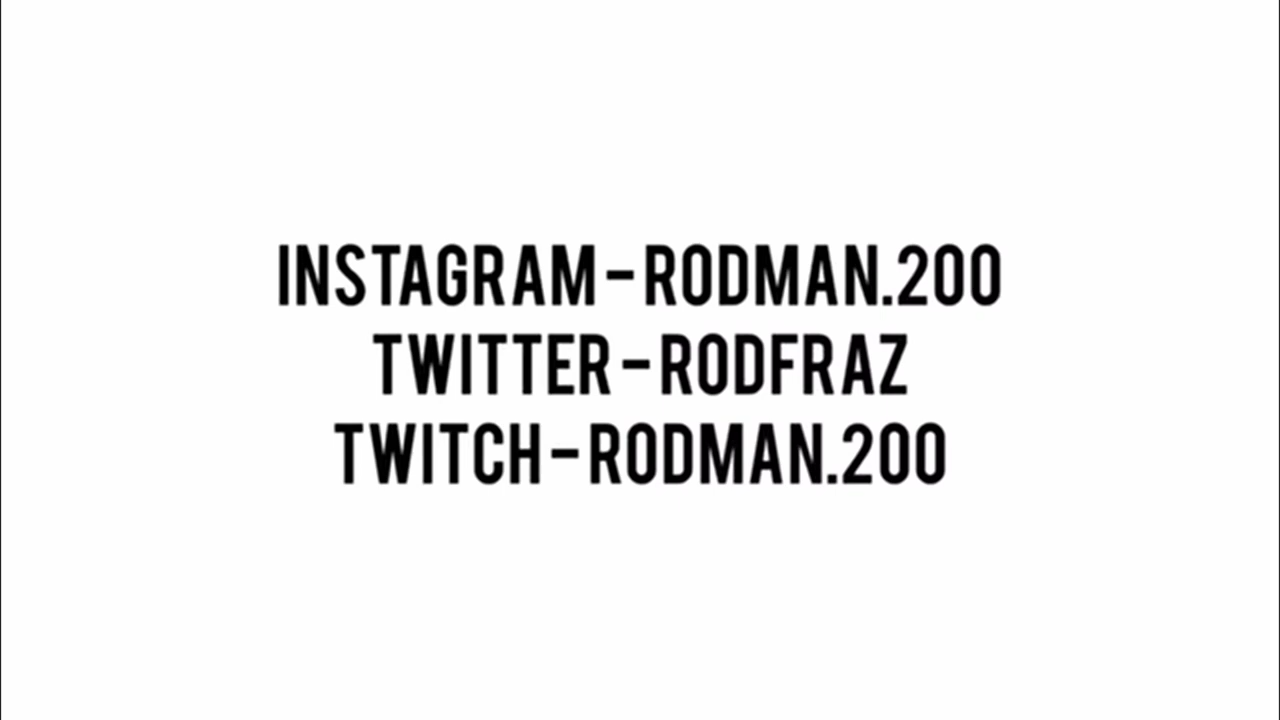 INSTAGRAM - RODMAN.200
TWITTER - RODFRAZ
TWITCH - RODMAN.200